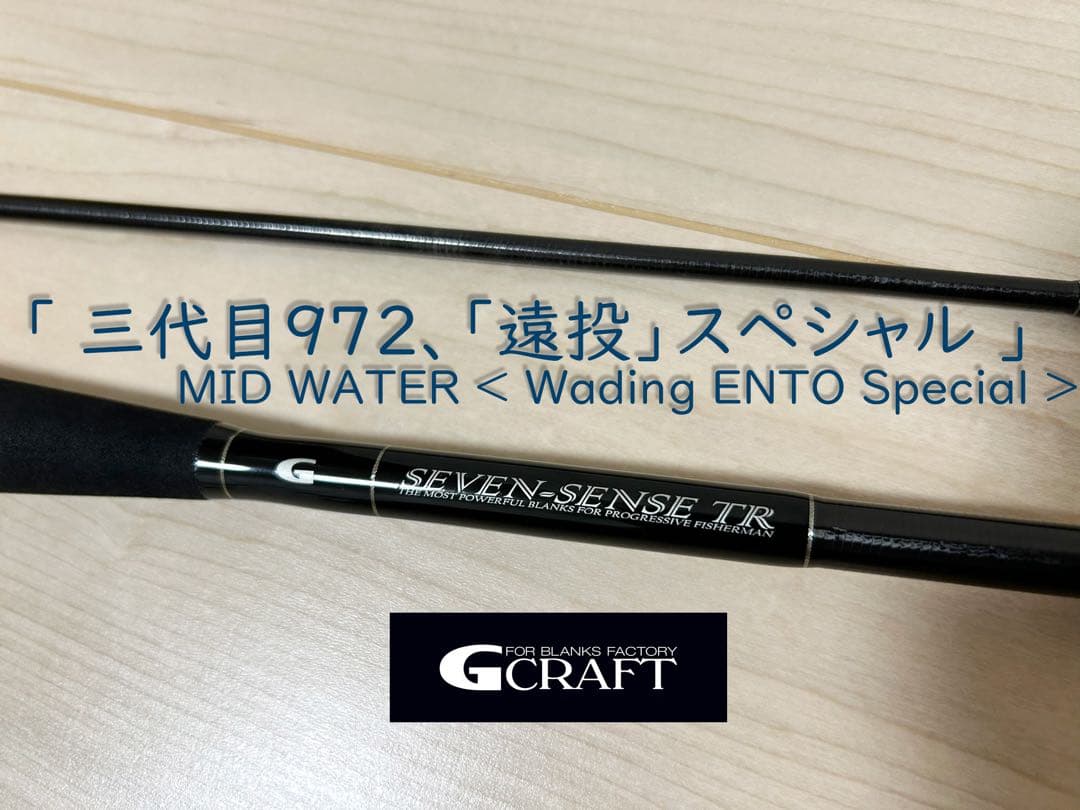 「 三代目972、「遠投」スペシャル 」
MID WATER < Wading ENTO Special >
G SEVEN-SENSE TR
THE MOST POWERFUL BLANKS FOR PROGRESSIVE FISHERMAN
FOR BLANKS FACTORY
GCRAFT